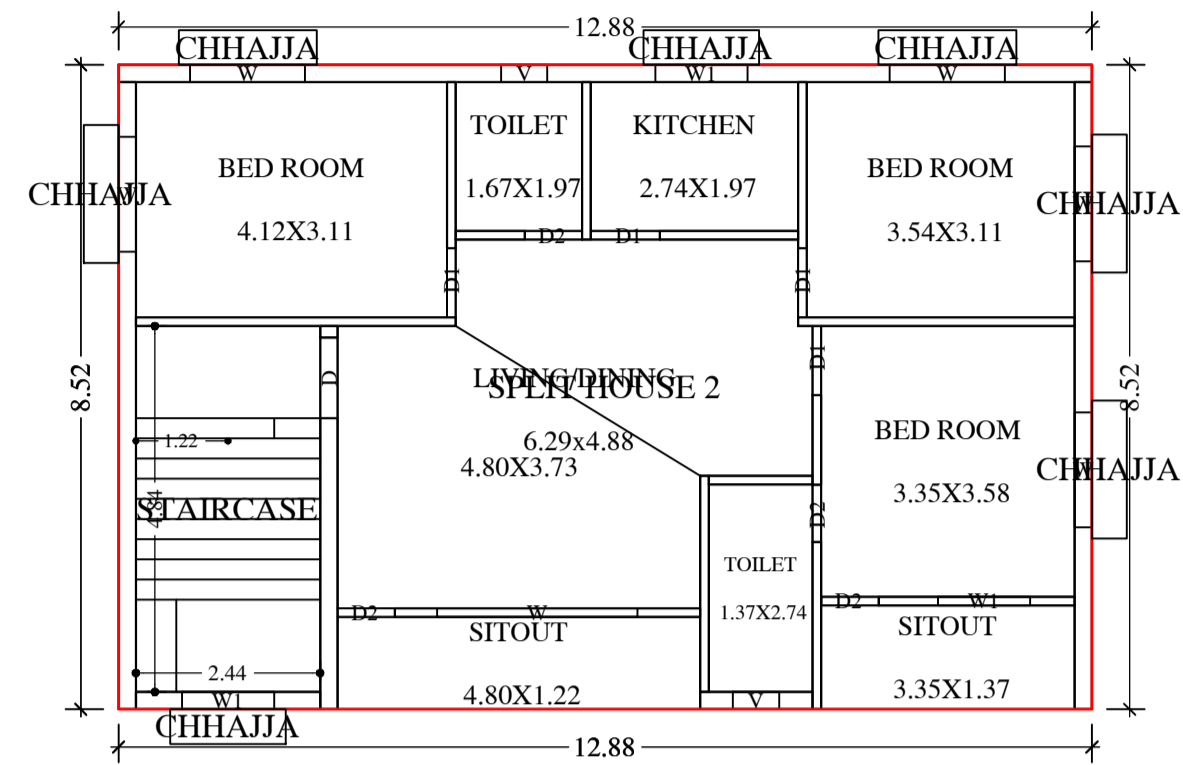 12.88
CHHAJJA
CHHAJJA
CHHAJJA
W
V
W1
W
TOILET
KITCHEN
BED ROOM
BED ROOM
1.67X1.97
2.74X1.97
CHHAJJA
W
CHHAJJA
W
4.12X3.11
3.54X3.11
D2
D1
D1
D1
D1
D
LIVING/DINING
SPLIT HOUSE 2
8.52
8.52
6.29x4.88
4.80X3.73
BED ROOM
1.22
CHHAJJA
W
3.35X3.58
4.84
STAIRCASE
D2
TOILET
1.37X2.74
D2
W
D2
W1
SITOUT
SITOUT
2.44
4.80X1.22
3.35X1.37
W1
V
CHHAJJA
12.88